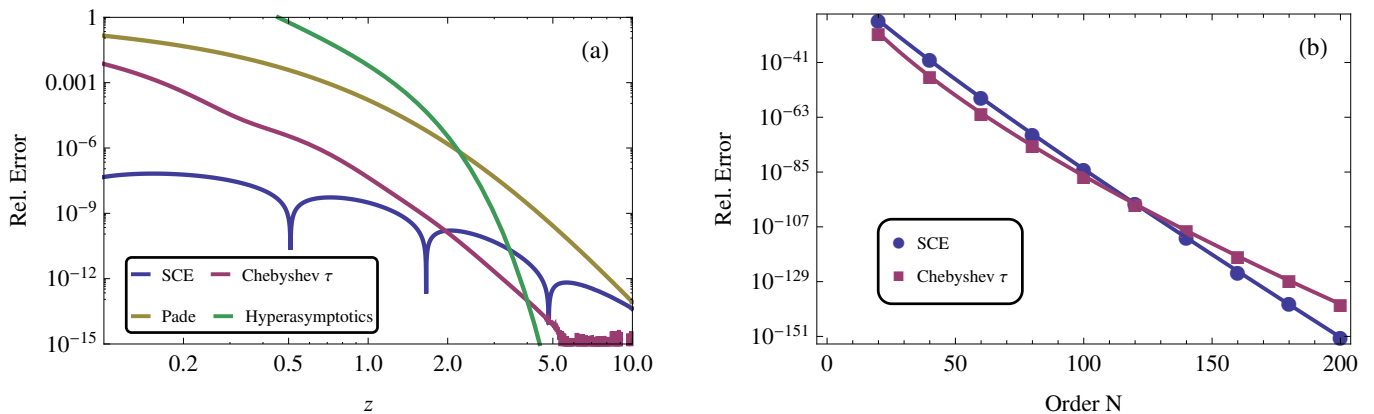 (a)
Rel. Error
1
0.001
10^-6
10^-9
10^-12
10^-15
SCE
Chebyshev τ
Pade
Hyperasymptotics
0.2
0.5
1.0
2.0
5.0
10.0
z
(b)
Rel. Error
10^-41
10^-63
10^-85
10^-107
10^-129
10^-151
SCE
Chebyshev τ
0
50
100
150
200
Order N